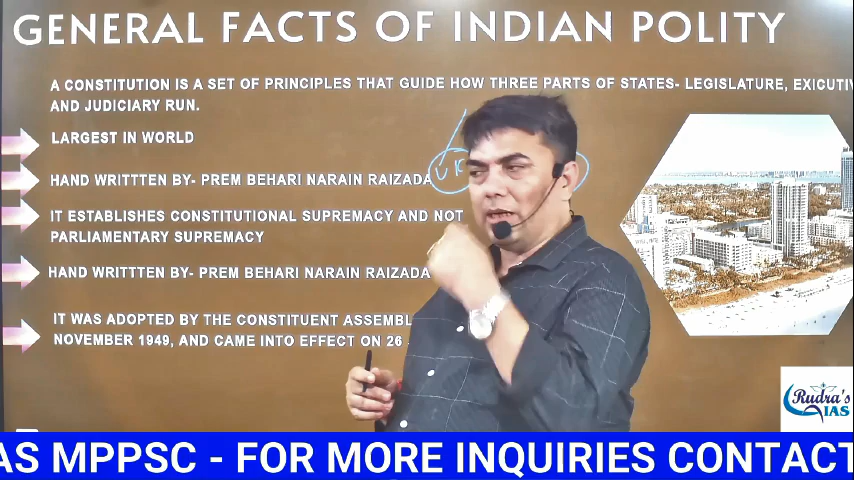 GENERAL FACTS OF INDIAN POLITY
A CONSTITUTION IS A SET OF PRINCIPLES THAT GUIDE HOW THREE PARTS OF STATES- LEGISLATURE, EXICUTIV
AND JUDICIARY RUN.
LARGEST IN WORLD
HAND WRITTTEN BY- PREM BEHARI NARAIN RAIZADA
UK
IT ESTABLISHES CONSTITUTIONAL SUPREMACY AND NOT
PARLIAMENTARY SUPREMACY
HAND WRITTTEN BY- PREM BEHARI NARAIN RAIZADA
IT WAS ADOPTED BY THE CONSTITUENT ASSEMBL
NOVEMBER 1949, AND CAME INTO EFFECT ON 26
Rudra's
IAS
AS MPPSC - FOR MORE INQUIRIES CONTACT